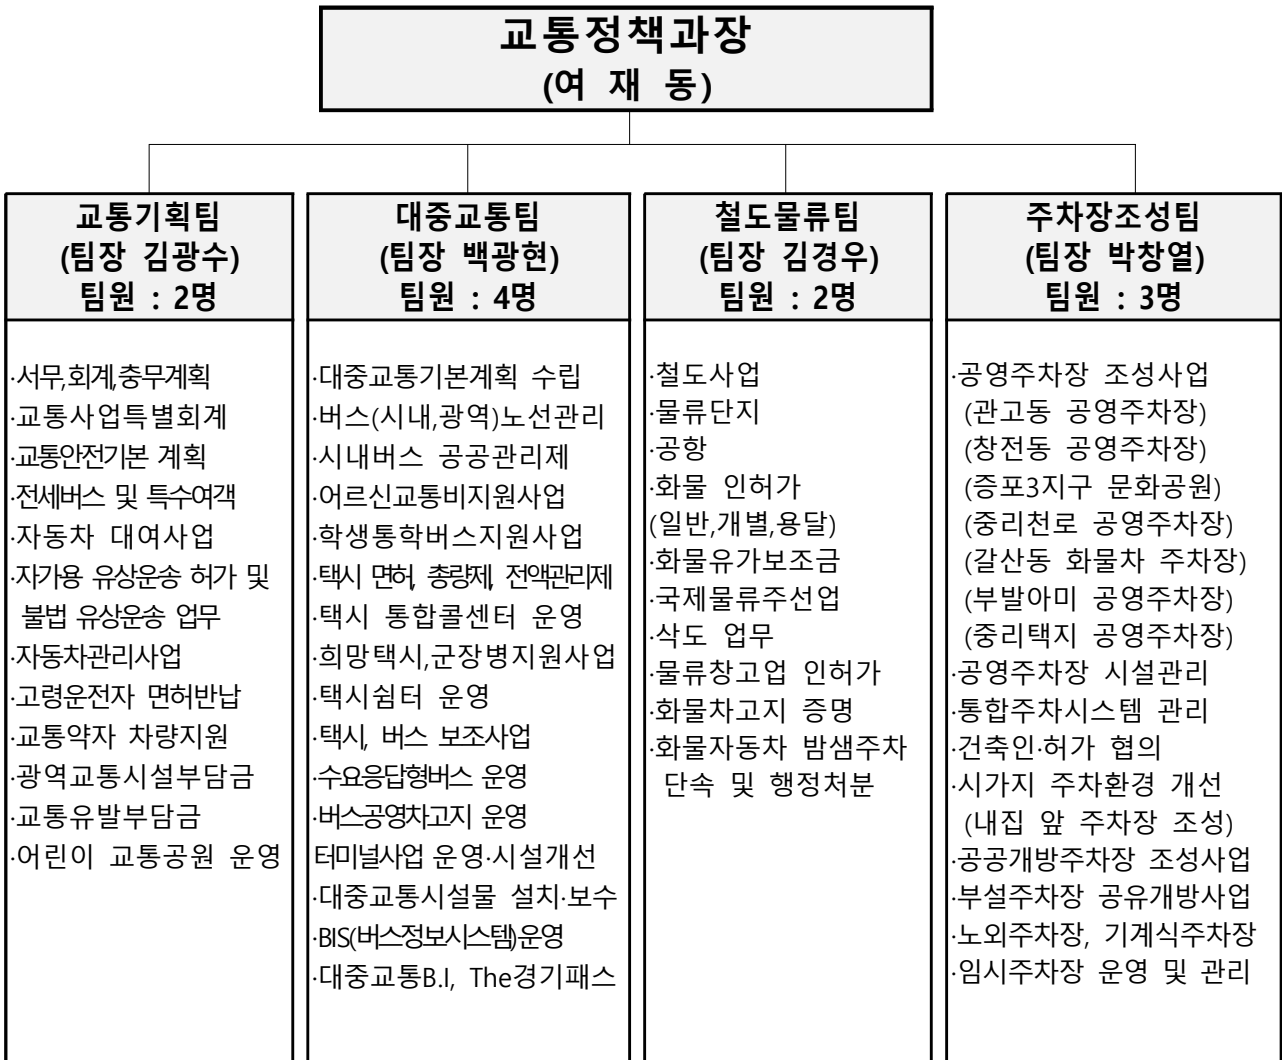 교통정책과장
(여 재 동)
교통기획팀
(팀장 김광수)
팀원 : 2명
·서무,회계,충무계획
·교통사업특별회계
·교통안전기본 계획
·전세버스 및 특수여객
·자동차 대여사업
·자가용 유상운송 허가 및
불법 유상운송 업무
·자동차관리사업
·고령운전자 면허반납
·교통약자 차량지원
·광역교통시설부담금
·교통유발부담금
·어린이 교통공원 운영
대중교통팀
(팀장 백광현)
팀원 : 4명
·대중교통기본계획 수립
·버스(시내,광역)노선관리
·시내버스 공공관리제
·어르신교통비지원사업
·학생통학버스지원사업
·택시 면허, 총량제, 전액관리제
·택시 통합콜센터 운영
·희망택시,군장병지원사업
·택시쉼터 운영
·택시, 버스 보조사업
·수요응답형버스 운영
·버스공영차고지 운영
터미널사업 운영·시설개선
·대중교통시설물 설치·보수
·BIS(버스정보시스템)운영
·대중교통B.I, The경기패스
철도물류팀
(팀장 김경우)
팀원 : 2명
·철도사업
·물류단지
·공항
·화물 인허가
(일반,개별,용달)
·화물유가보조금
·국제물류주선업
·삭도 업무
·물류창고업 인허가
·화물차고지 증명
·화물자동차 밤샘주차
단속 및 행정처분
주차장조성팀
(팀장 박창열)
팀원 : 3명
·공영주차장 조성사업
(관고동 공영주차장)
(창전동 공영주차장)
(증포3지구 문화공원)
(중리천로 공영주차장)
(갈산동 화물차 주차장)
(부발아미 공영주차장)
(중리택지 공영주차장)
·공영주차장 시설관리
·통합주차시스템 관리
·건축인·허가 협의
·시가지 주차환경 개선
(내집 앞 주차장 조성)
·공공개방주차장 조성사업
·부설주차장 공유개방사업
·노외주차장, 기계식주차장
·임시주차장 운영 및 관리